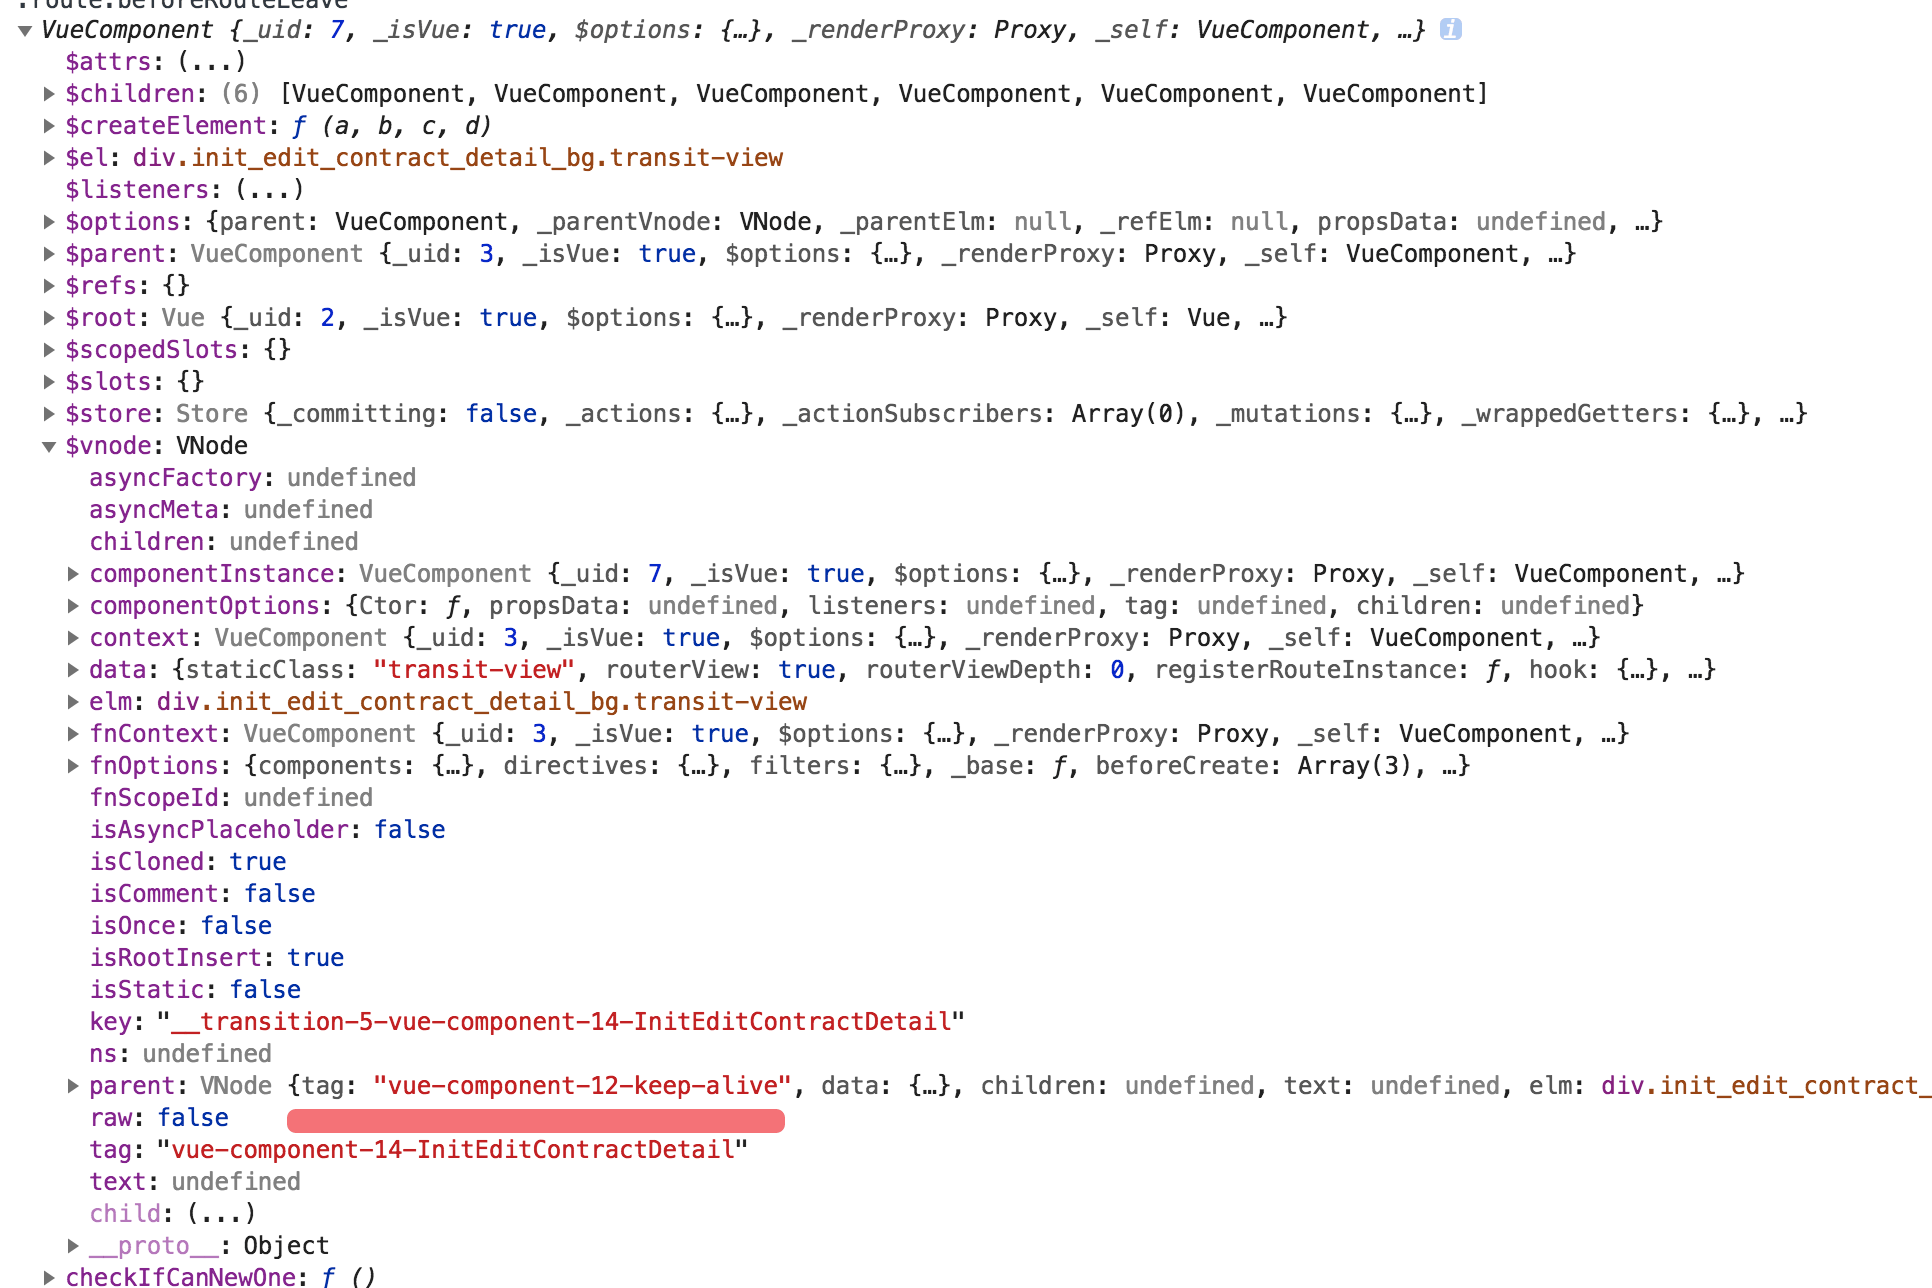 .route.beforeRouteLeave
VueComponent {_uid: 7, _isVue: true, $options: {…}, _renderProxy: Proxy, _self: VueComponent, …} i
$attrs: (...)
$children: (6) [VueComponent, VueComponent, VueComponent, VueComponent, VueComponent, VueComponent]
$createElement: ƒ (a, b, c, d)
$el: div.init_edit_contract_detail_bg.transit-view
$listeners: (...)
$options: {parent: VueComponent, _parentVnode: VNode, _parentElm: null, _refElm: null, propsData: undefined, …}
$parent: VueComponent {_uid: 3, _isVue: true, $options: {…}, _renderProxy: Proxy, _self: VueComponent, …}
$refs: {}
$root: Vue {_uid: 2, _isVue: true, $options: {…}, _renderProxy: Proxy, _self: Vue, …}
$scopedSlots: {}
$slots: {}
$store: Store {_committing: false, _actions: {…}, _actionSubscribers: Array(0), _mutations: {…}, _wrappedGetters: {…}, …}
$vnode: VNode
asyncFactory: undefined
asyncMeta: undefined
children: undefined
componentInstance: VueComponent {_uid: 7, _isVue: true, $options: {…}, _renderProxy: Proxy, _self: VueComponent, …}
componentOptions: {Ctor: ƒ, propsData: undefined, listeners: undefined, tag: undefined, children: undefined}
context: VueComponent {_uid: 3, _isVue: true, $options: {…}, _renderProxy: Proxy, _self: VueComponent, …}
data: {staticClass: "transit-view", routerView: true, routerViewDepth: 0, registerRouteInstance: ƒ, hook: {…}, …}
elm: div.init_edit_contract_detail_bg.transit-view
fnContext: VueComponent {_uid: 3, _isVue: true, $options: {…}, _renderProxy: Proxy, _self: VueComponent, …}
fnOptions: {components: {…}, directives: {…}, filters: {…}, _base: ƒ, beforeCreate: Array(3), …}
fnScopeId: undefined
isAsyncPlaceholder: false
isCloned: true
isComment: false
isOnce: false
isRootInsert: true
isStatic: false
key: "__transition-5-vue-component-14-InitEditContractDetail"
ns: undefined
parent: VNode {tag: "vue-component-12-keep-alive", data: {…}, children: undefined, text: undefined, elm: div.init_edit_contract_
raw: false
tag: "vue-component-14-InitEditContractDetail"
text: undefined
child: (...)
__proto__: Object
checkIfCanNewOne: ƒ ()